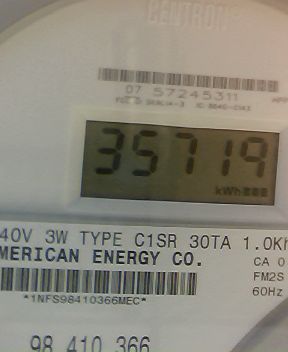 CENTRON
07 57245311
35719
kWh
40V 3W TYPE C1SR 30TA 1.0Kh
MERICAN ENERGY CO.
CA 0
FM2S
60Hz
*1NFS98410366MEC*
98 410 366